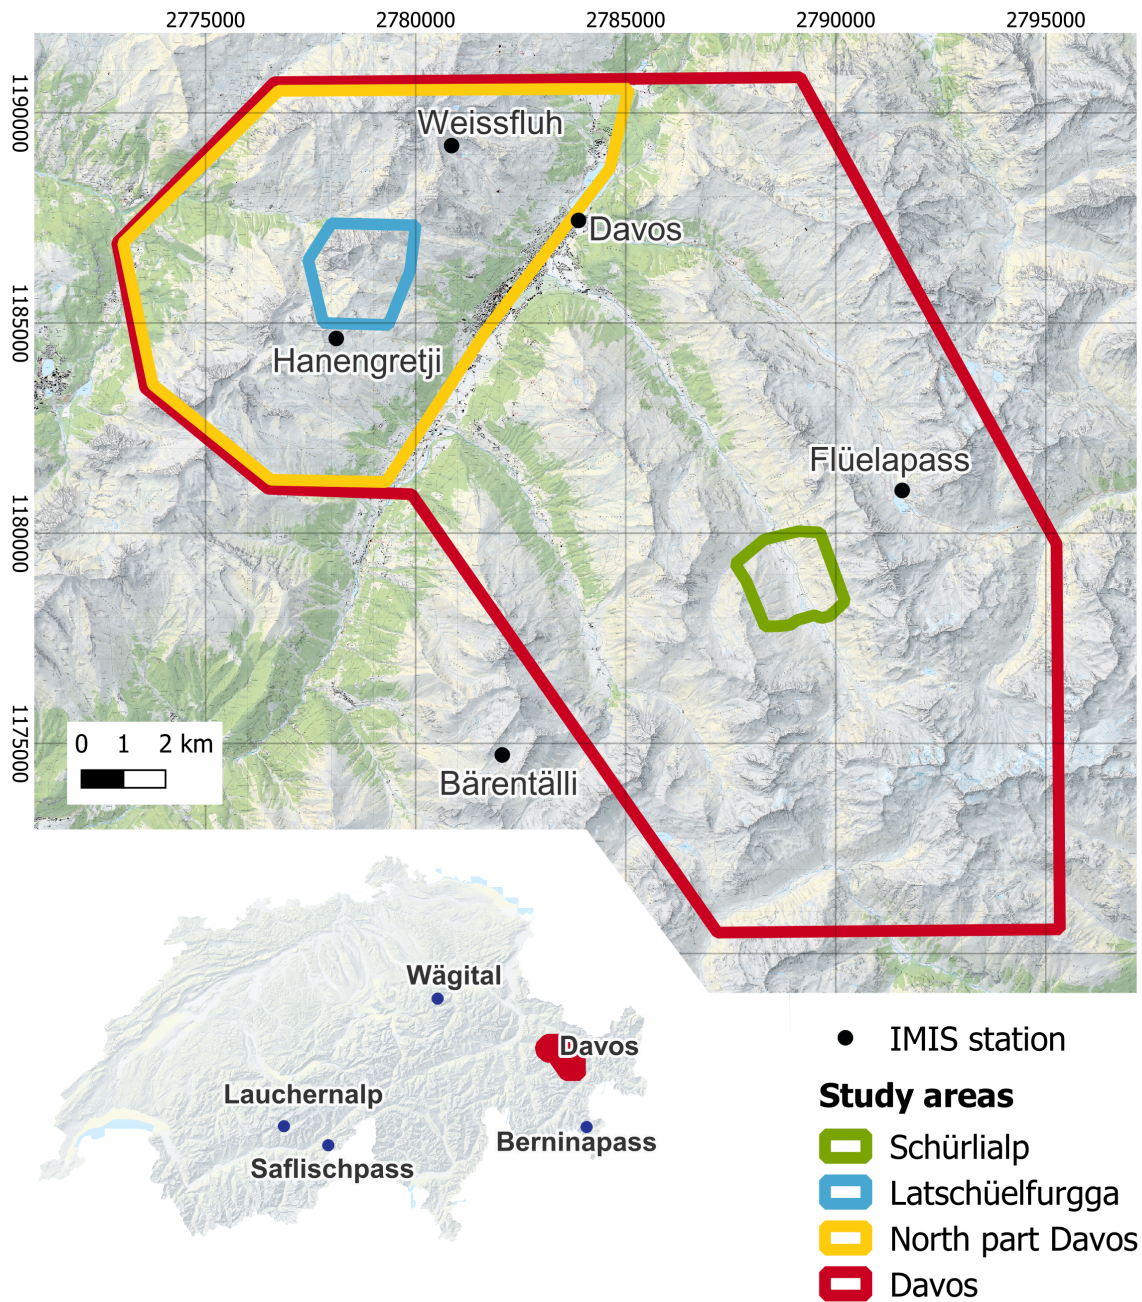 2775000 2780000 2785000 2790000 2795000
1190000
Weissfluh
Davos
1185000
Hanengretji
Flüelapass
1180000
0 1 2 km
1175000
Bärentälli
Wägital
Davos
Lauchernalp
Berninapass
Saflischpass
IMIS station
Study areas
Schürlialp
Latschüelfurgga
North part Davos
Davos